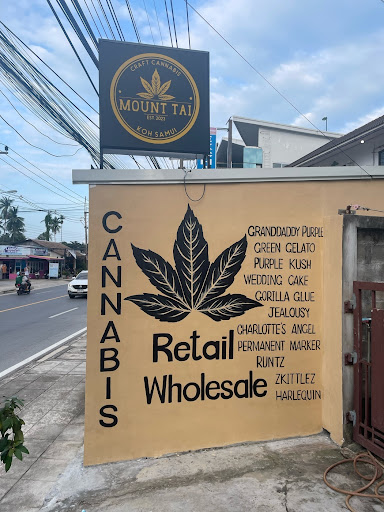 CRAFT CANNABIS
MOUNT TAI
EST 2021
KOH SAMUI
CANNABIS
Retail
Wholesale
GRANDDADDY PURPLE
GREEN GELATO
PURPLE KUSH
WEDDING CAKE
GORILLA GLUE
JEALOUSY
CHARLOTTE'S ANGEL
PERMANENT MARKER
RUNTZ
ZKITTLEZ
HARLEQUIN